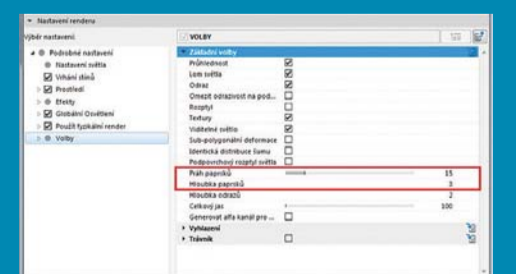 Nastavení renderu
Výběr nastavení:
Podrobné nastavení
Nastavení světla
Vrhání stínů
Prostředí
Efekty
Globální Osvětlení
Použít fyzikální render
Volby
VOLBY
Základní volby
Průhlednost
Lom světla
Odraz
Omezit odrazivost na pod...
Rozptyl
Textury
Viditelné světlo
Sub-polygonální deformace
Identická distribuce šumu
Podpovrchový rozptyl světla
Práh paprsků 15
Hloubka paprsků 3
Hloubka odrazů 2
Celkový jas 100
Generovat alfa kanál pro ...
Vyhlazení
Trávník